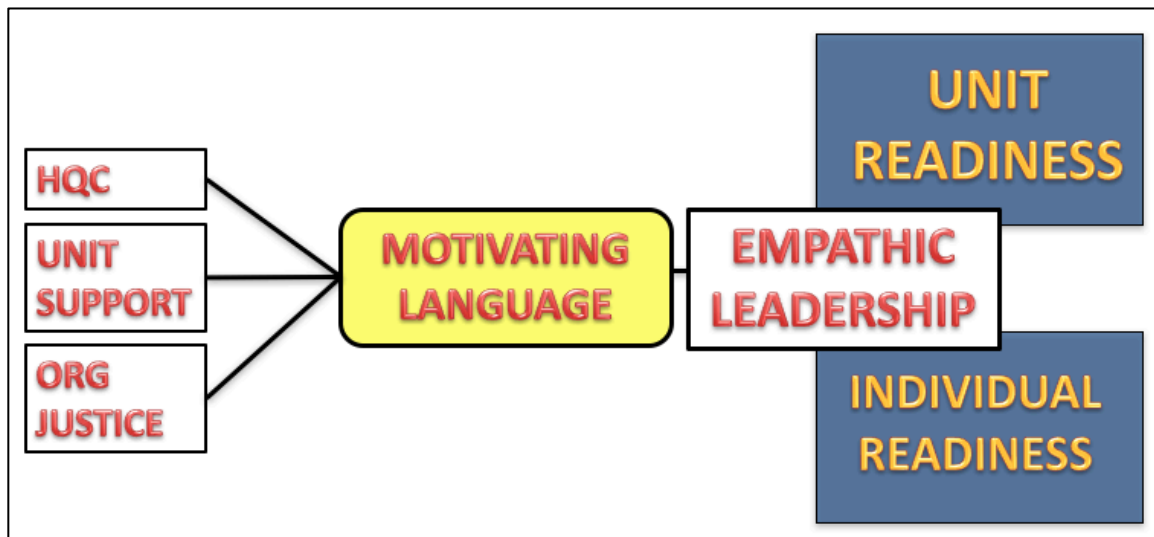 HQC
UNIT
SUPPORT
ORG
JUSTICE
MOTIVATING
LANGUAGE
EMPATHIC
LEADERSHIP
UNIT
READINESS
INDIVIDUAL
READINESS